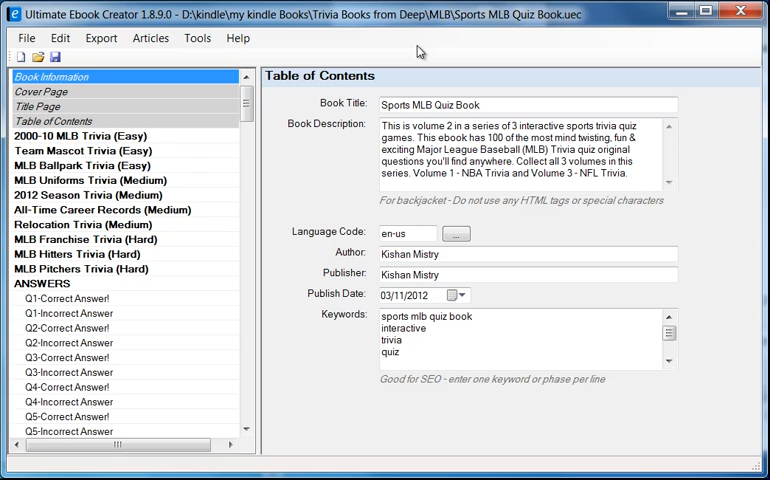 Ultimate Ebook Creator 1.8.9.0 - D:\kindle\my kindle Books\Trivia Books from Deep\MLB\Sports MLB Quiz Book.uec
File Edit Export Articles Tools Help
Book Information
Cover Page
Title Page
Table of Contents
2000-10 MLB Trivia (Easy)
Team Mascot Trivia (Easy)
MLB Ballpark Trivia (Easy)
MLB Uniforms Trivia (Medium)
2012 Season Trivia (Medium)
All-Time Career Records (Medium)
Relocation Trivia (Medium)
MLB Franchise Trivia (Hard)
MLB Hitters Trivia (Hard)
MLB Pitchers Trivia (Hard)
ANSWERS
Q1-Correct Answer!
Q1-Incorrect Answer
Q2-Correct Answer!
Q2-Incorrect Answer
Q3-Correct Answer!
Q3-Incorrect Answer
Q4-Correct Answer!
Q4-Incorrect Answer
Q5-Correct Answer!
Q5-Incorrect Answer
Table of Contents
Book Title: Sports MLB Quiz Book
Book Description: This is volume 2 in a series of 3 interactive sports trivia quiz
games. This ebook has 100 of the most mind twisting, fun &
exciting Major League Baseball (MLB) Trivia quiz original
questions you'll find anywhere. Collect all 3 volumes in this
series. Volume 1 - NBA Trivia and Volume 3 - NFL Trivia.
For backjacket - Do not use any HTML tags or special characters
Language Code: en-us ...
Author: Kishan Mistry
Publisher: Kishan Mistry
Publish Date: 03/11/2012
Keywords: sports mlb quiz book
interactive
trivia
quiz
Good for SEO - enter one keyword or phase per line